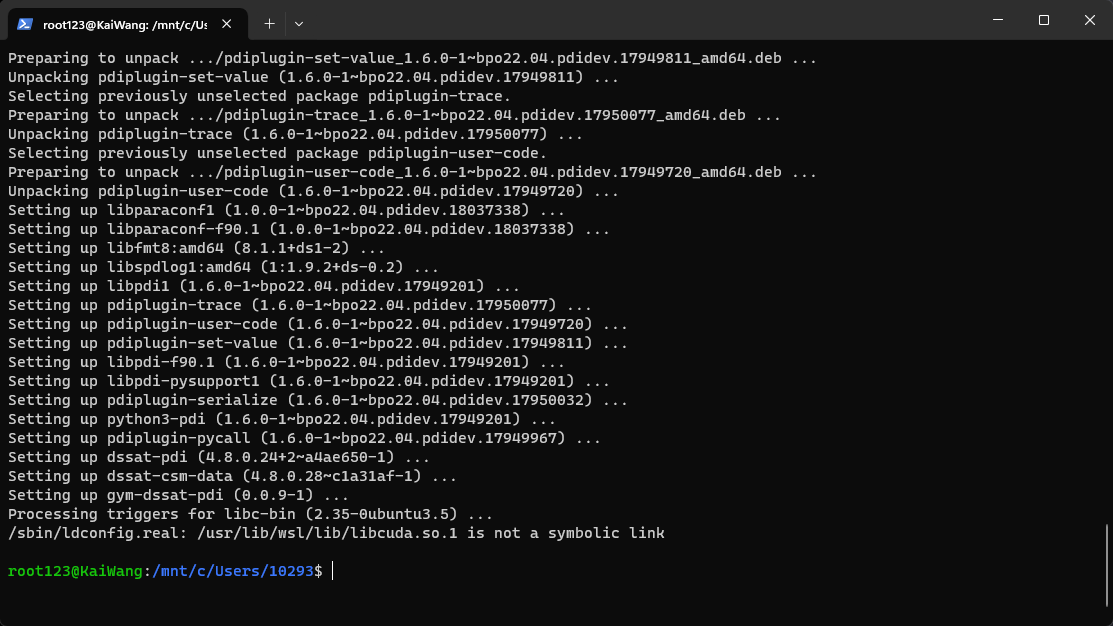 root123@KaiWang: /mnt/c/Us
Preparing to unpack .../pdiplugin-set-value_1.6.0-1~bpo22.04.pdidev.17949811_amd64.deb ...
Unpacking pdiplugin-set-value (1.6.0-1~bpo22.04.pdidev.17949811) ...
Selecting previously unselected package pdiplugin-trace.
Preparing to unpack .../pdiplugin-trace_1.6.0-1~bpo22.04.pdidev.17950077_amd64.deb ...
Unpacking pdiplugin-trace (1.6.0-1~bpo22.04.pdidev.17950077) ...
Selecting previously unselected package pdiplugin-user-code.
Preparing to unpack .../pdiplugin-user-code_1.6.0-1~bpo22.04.pdidev.17949720_amd64.deb ...
Unpacking pdiplugin-user-code (1.6.0-1~bpo22.04.pdidev.17949720) ...
Setting up libparaconf1 (1.0.0-1~bpo22.04.pdidev.18037338) ...
Setting up libparaconf-f90.1 (1.0.0-1~bpo22.04.pdidev.18037338) ...
Setting up libfmt8:amd64 (8.1.1+ds1-2) ...
Setting up libspdlog1:amd64 (1:1.9.2+ds-0.2) ...
Setting up libpdi1 (1.6.0-1~bpo22.04.pdidev.17949201) ...
Setting up pdiplugin-trace (1.6.0-1~bpo22.04.pdidev.17950077) ...
Setting up pdiplugin-user-code (1.6.0-1~bpo22.04.pdidev.17949720) ...
Setting up pdiplugin-set-value (1.6.0-1~bpo22.04.pdidev.17949811) ...
Setting up libpdi-f90.1 (1.6.0-1~bpo22.04.pdidev.17949201) ...
Setting up libpdi-pysupport1 (1.6.0-1~bpo22.04.pdidev.17949201) ...
Setting up pdiplugin-serialize (1.6.0-1~bpo22.04.pdidev.17950032) ...
Setting up python3-pdi (1.6.0-1~bpo22.04.pdidev.17949201) ...
Setting up pdiplugin-pycall (1.6.0-1~bpo22.04.pdidev.17949967) ...
Setting up dssat-pdi (4.8.0.24+2~a4ae650-1) ...
Setting up dssat-csm-data (4.8.0.28~c1a31af-1) ...
Setting up gym-dssat-pdi (0.0.9-1) ...
Processing triggers for libc-bin (2.35-0ubuntu3.5) ...
/sbin/ldconfig.real: /usr/lib/wsl/lib/libcuda.so.1 is not a symbolic link
root123@KaiWang:/mnt/c/Users/10293$